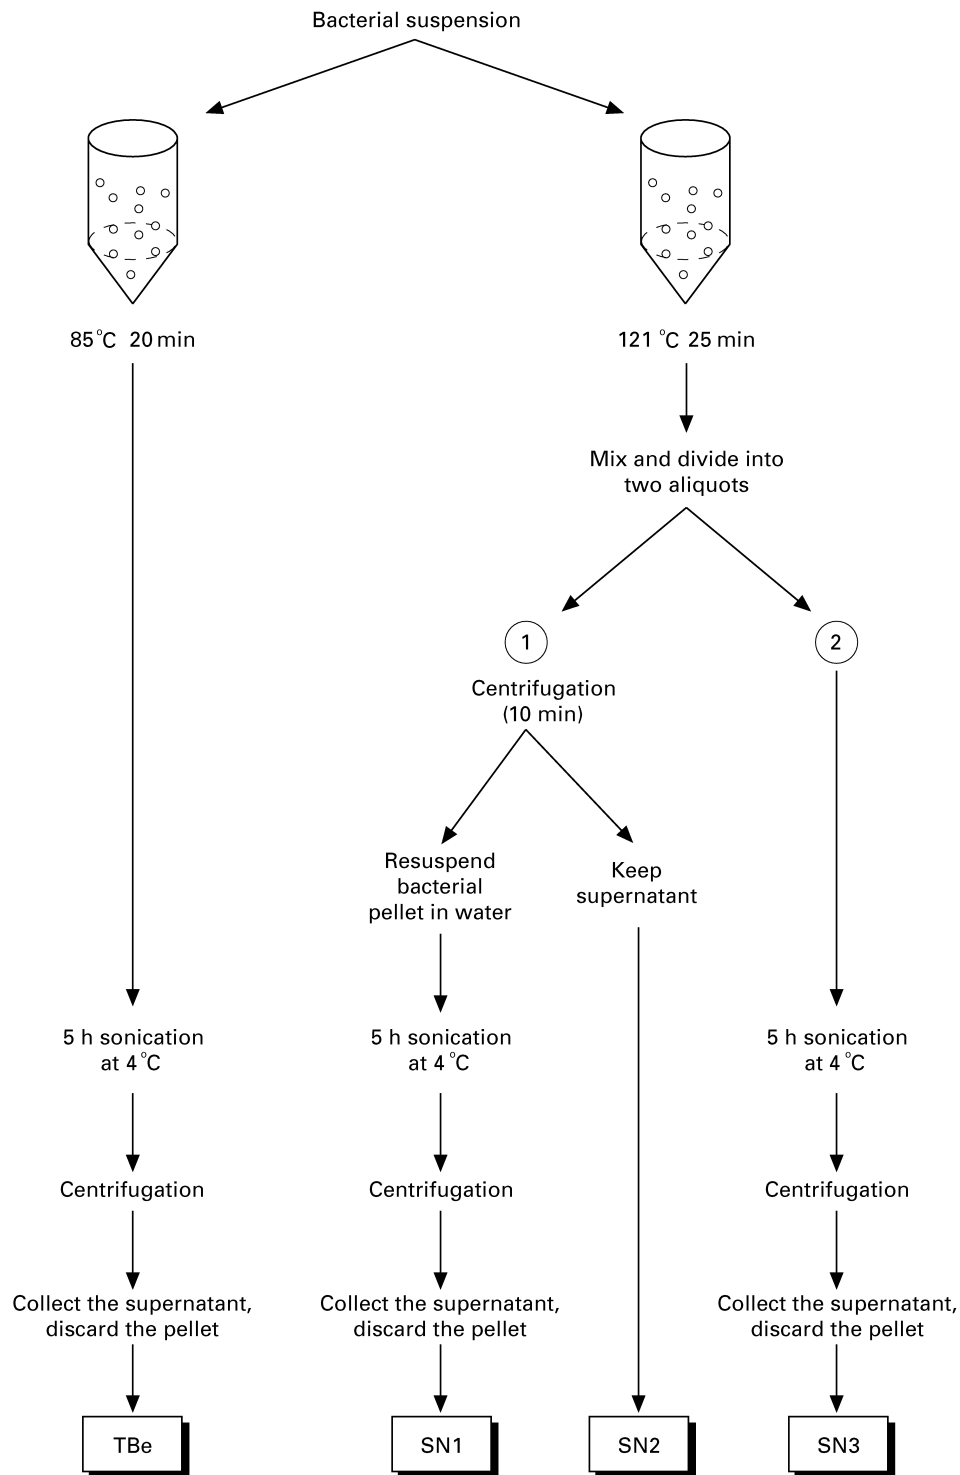 Bacterial suspension
85°C 20 min
121 °C 25 min
Mix and divide into
two aliquots
1
2
Centrifugation
(10 min)
Resuspend
bacterial
pellet in water
Keep
supernatant
5 h sonication
at 4°C
5 h sonication
at 4°C
5 h sonication
at 4°C
Centrifugation
Centrifugation
Centrifugation
Collect the supernatant,
discard the pellet
Collect the supernatant,
discard the pellet
Collect the supernatant,
discard the pellet
TBe
SN1
SN2
SN3